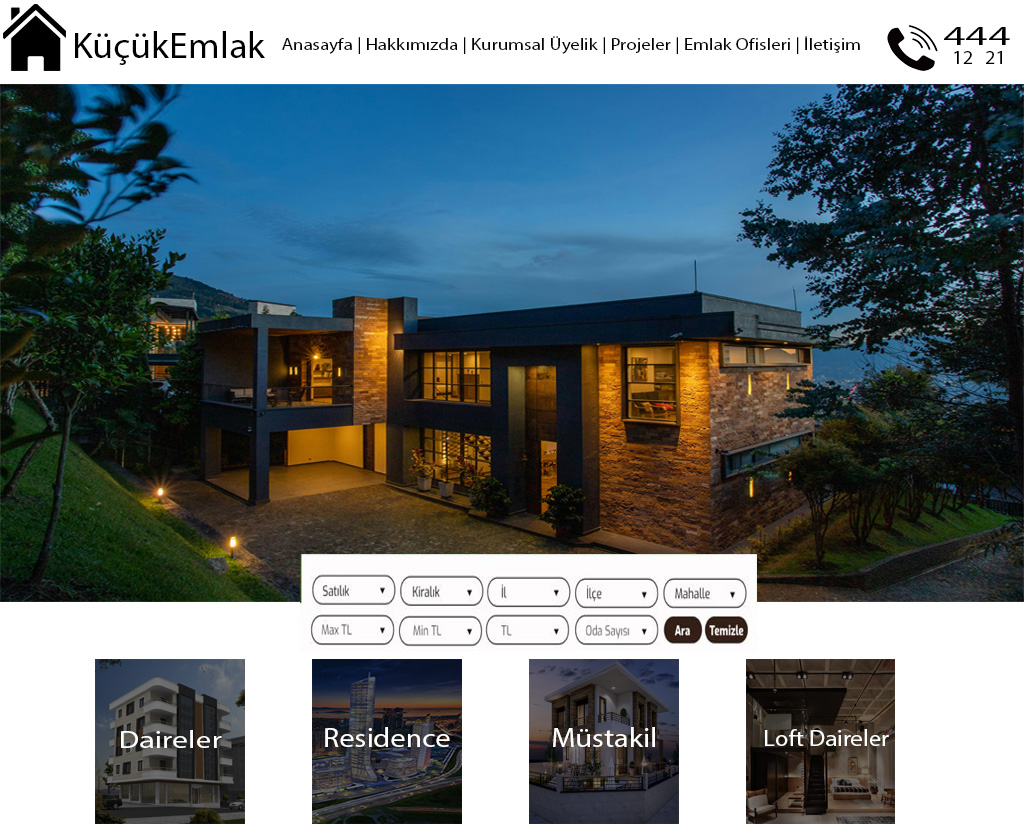 KüçükEmlak
Anasayfa | Hakkımızda | Kurumsal Üyelik | Projeler | Emlak Ofisleri | İletişim
444
12 21
Satılık Kiralık İl İlçe Mahalle
Max TL Min TL TL Oda Sayısı Ara Temizle
Daireler Residence Müstakil Loft Daireler